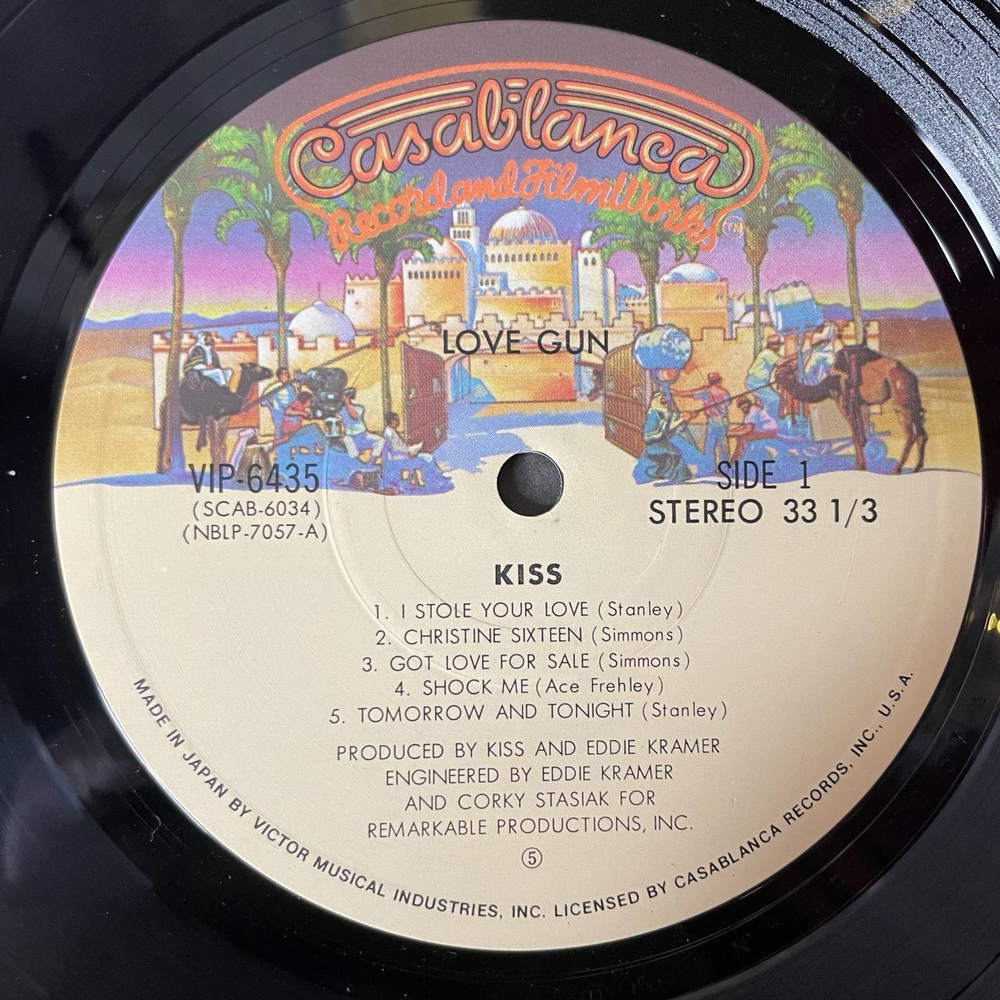 Casablanca
Record and FilmWorks TM
LOVE GUN
VIP-6435
(SCAB-6034)
(NBLP-7057-A)
SIDE 1
STEREO 33 1/3
KISS
1. I STOLE YOUR LOVE (Stanley)
2. CHRISTINE SIXTEEN (Simmons)
3. GOT LOVE FOR SALE (Simmons)
4. SHOCK ME (Ace Frehley)
5. TOMORROW AND TONIGHT (Stanley)
PRODUCED BY KISS AND EDDIE KRAMER
ENGINEERED BY EDDIE KRAMER
AND CORKY STASIAK FOR
REMARKABLE PRODUCTIONS, INC.
⑤
MADE IN JAPAN BY VICTOR MUSICAL INDUSTRIES, INC. LICENSED BY CASABLANCA RECORDS, INC., U.S.A.